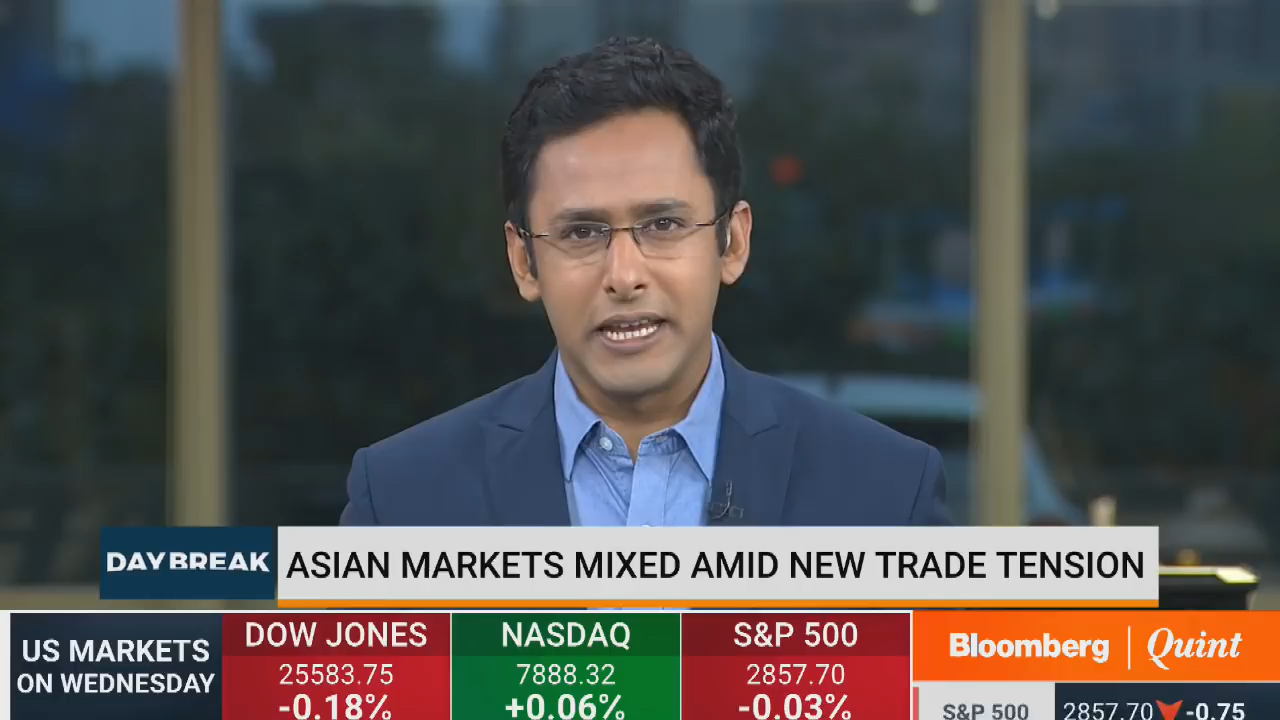 DAYBREAK
ASIAN MARKETS MIXED AMID NEW TRADE TENSION
US MARKETS
ON WEDNESDAY
DOW JONES
25583.75
-0.18%
NASDAQ
7888.32
+0.06%
S&P 500
2857.70
-0.03%
Bloomberg | Quint
S&P 500 2857.70 -0.75